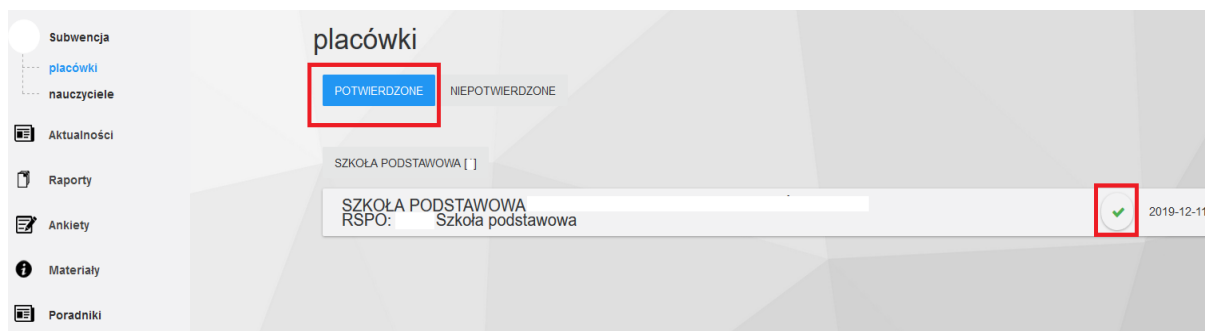 Subwencja
placówki
nauczyciele
Aktualności
Raporty
Ankiety
Materiały
Poradniki
placówki
POTWIERDZONE NIEPOTWIERDZONE
SZKOŁA PODSTAWOWA [ ]
SZKOŁA PODSTAWOWA
RSPO: Szkoła podstawowa
2019-12-11